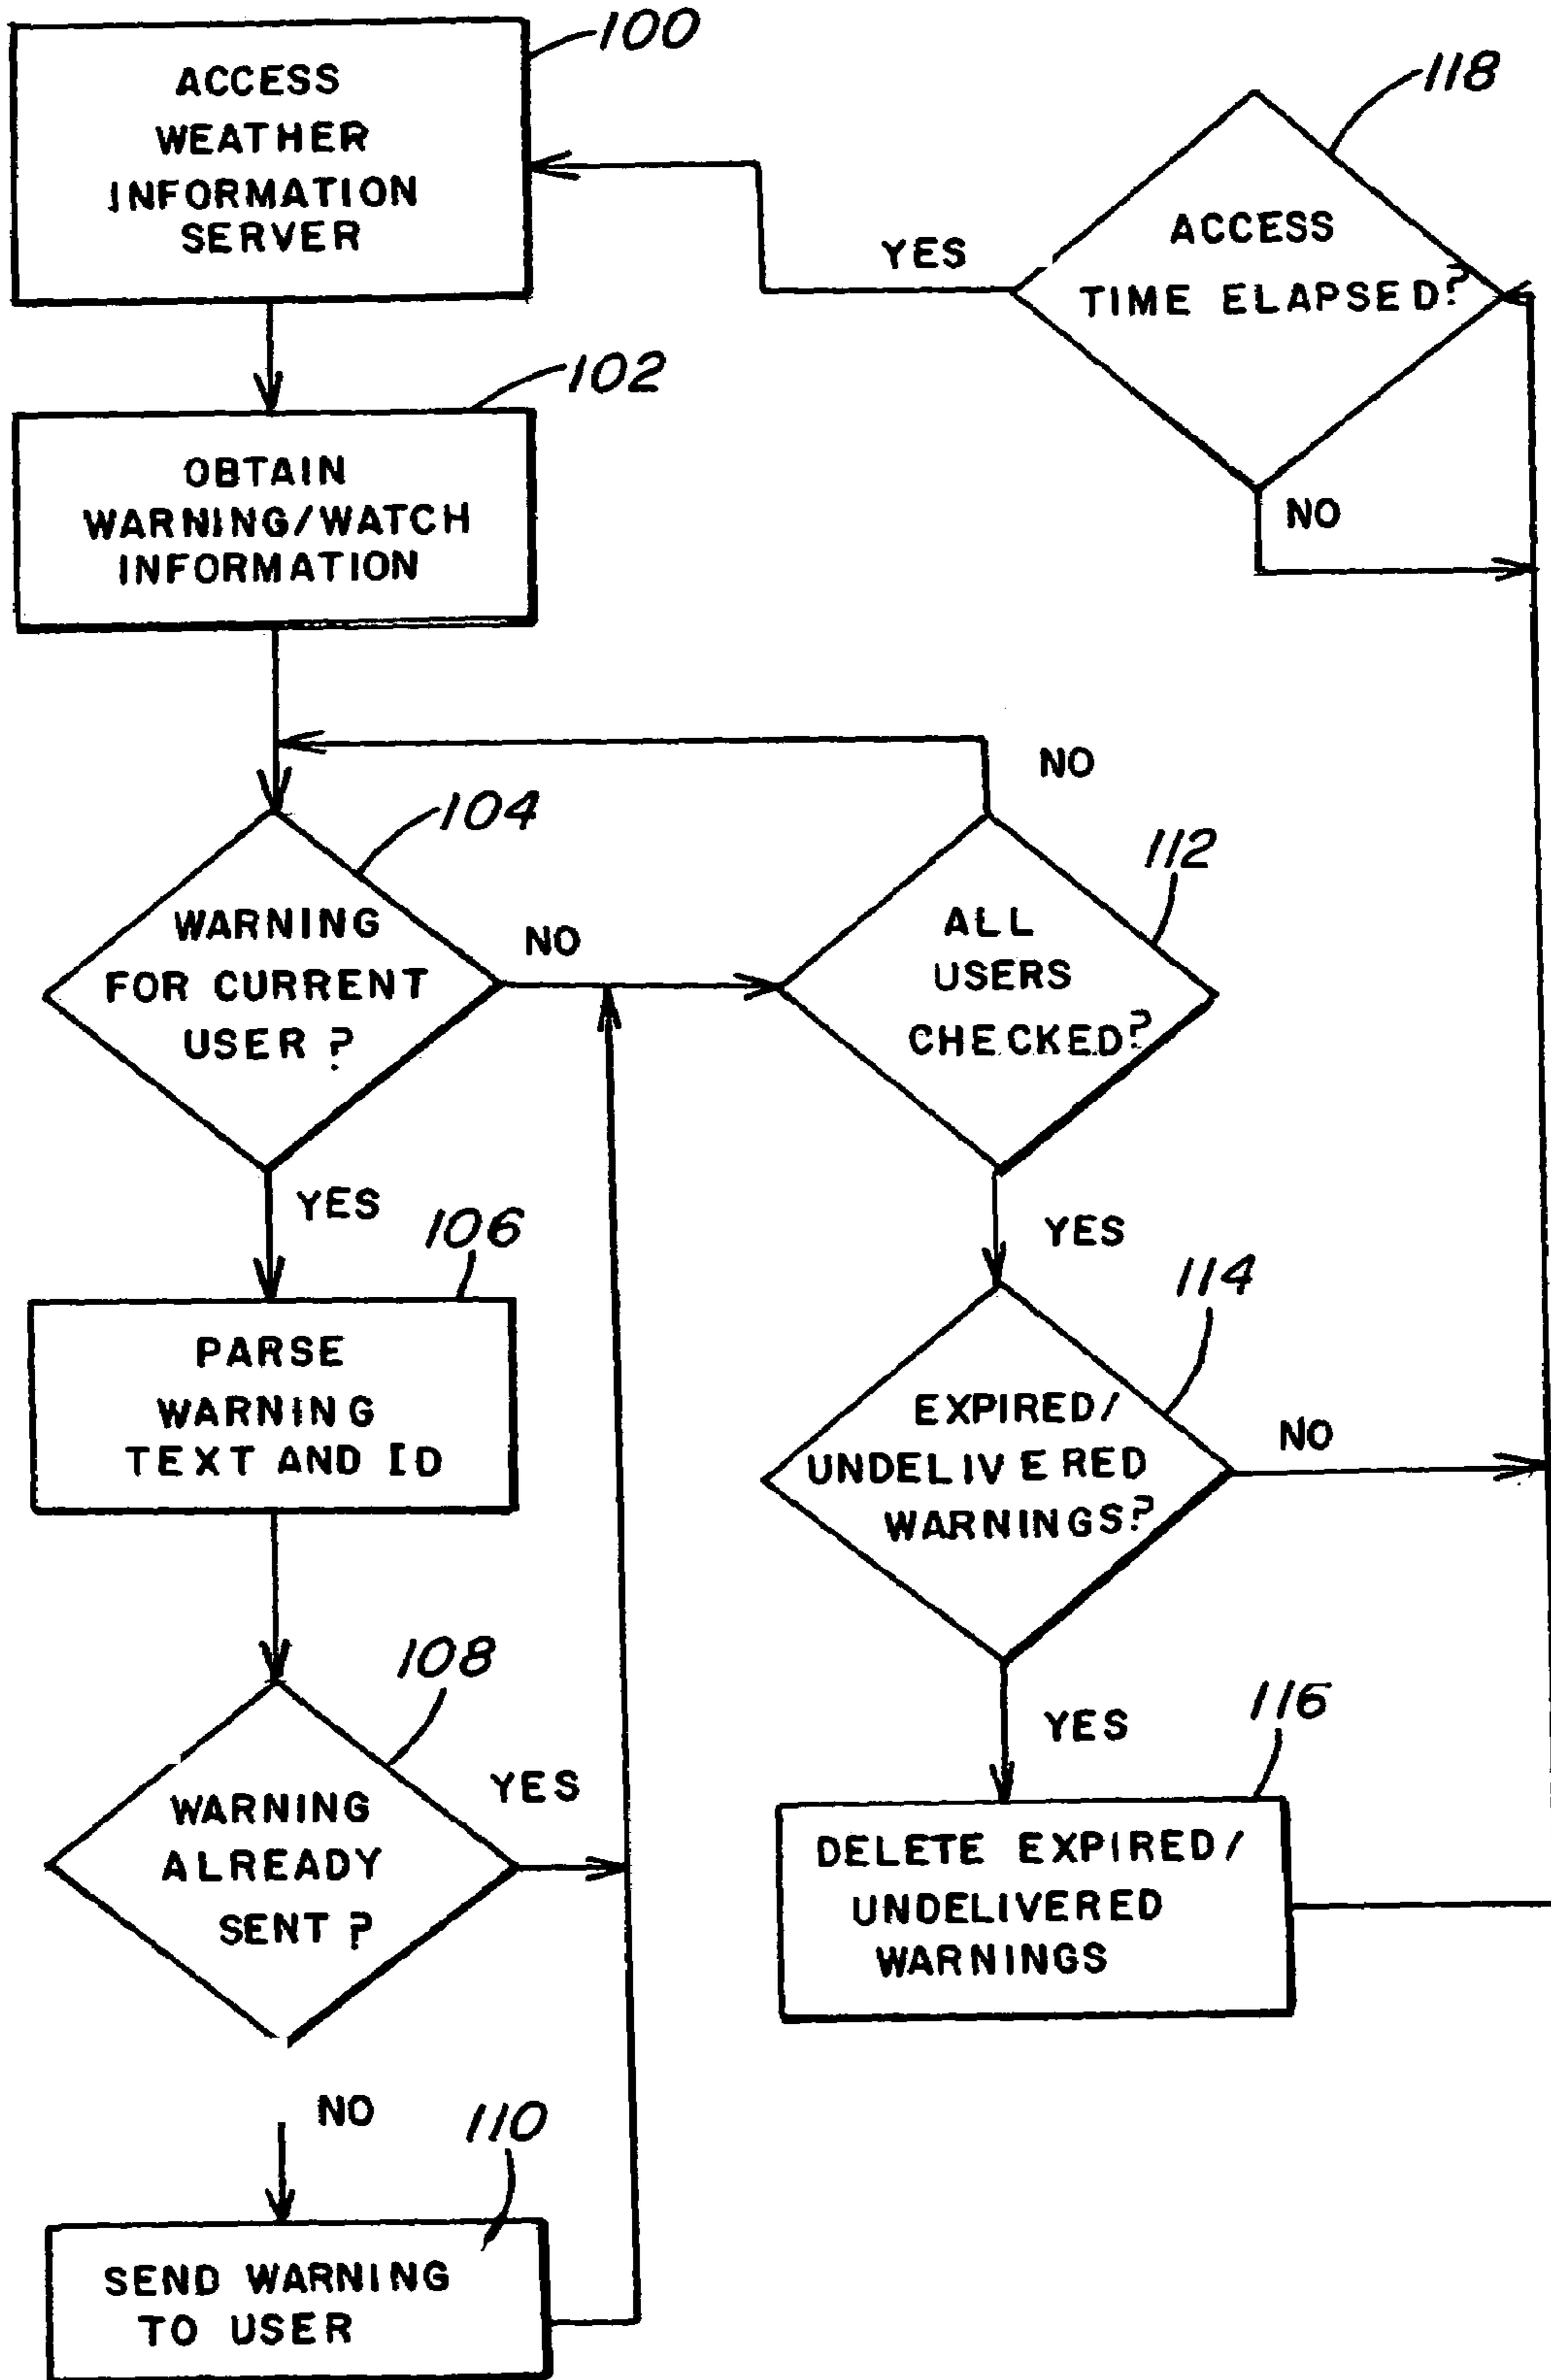 100
ACCESS
WEATHER
INFORMATION
SERVER
118
ACCESS
TIME ELAPSED?
YES
NO
102
OBTAIN
WARNING/WATCH
INFORMATION
104
WARNING
FOR CURRENT
USER ?
NO
YES
112
ALL
USERS
CHECKED?
NO
YES
106
PARSE
WARNING
TEXT AND ID
114
EXPIRED/
UNDELIVERED
WARNINGS?
NO
YES
108
WARNING
ALREADY
SENT ?
YES
NO
116
DELETE EXPIRED/
UNDELIVERED
WARNINGS
110
SEND WARNING
TO USER